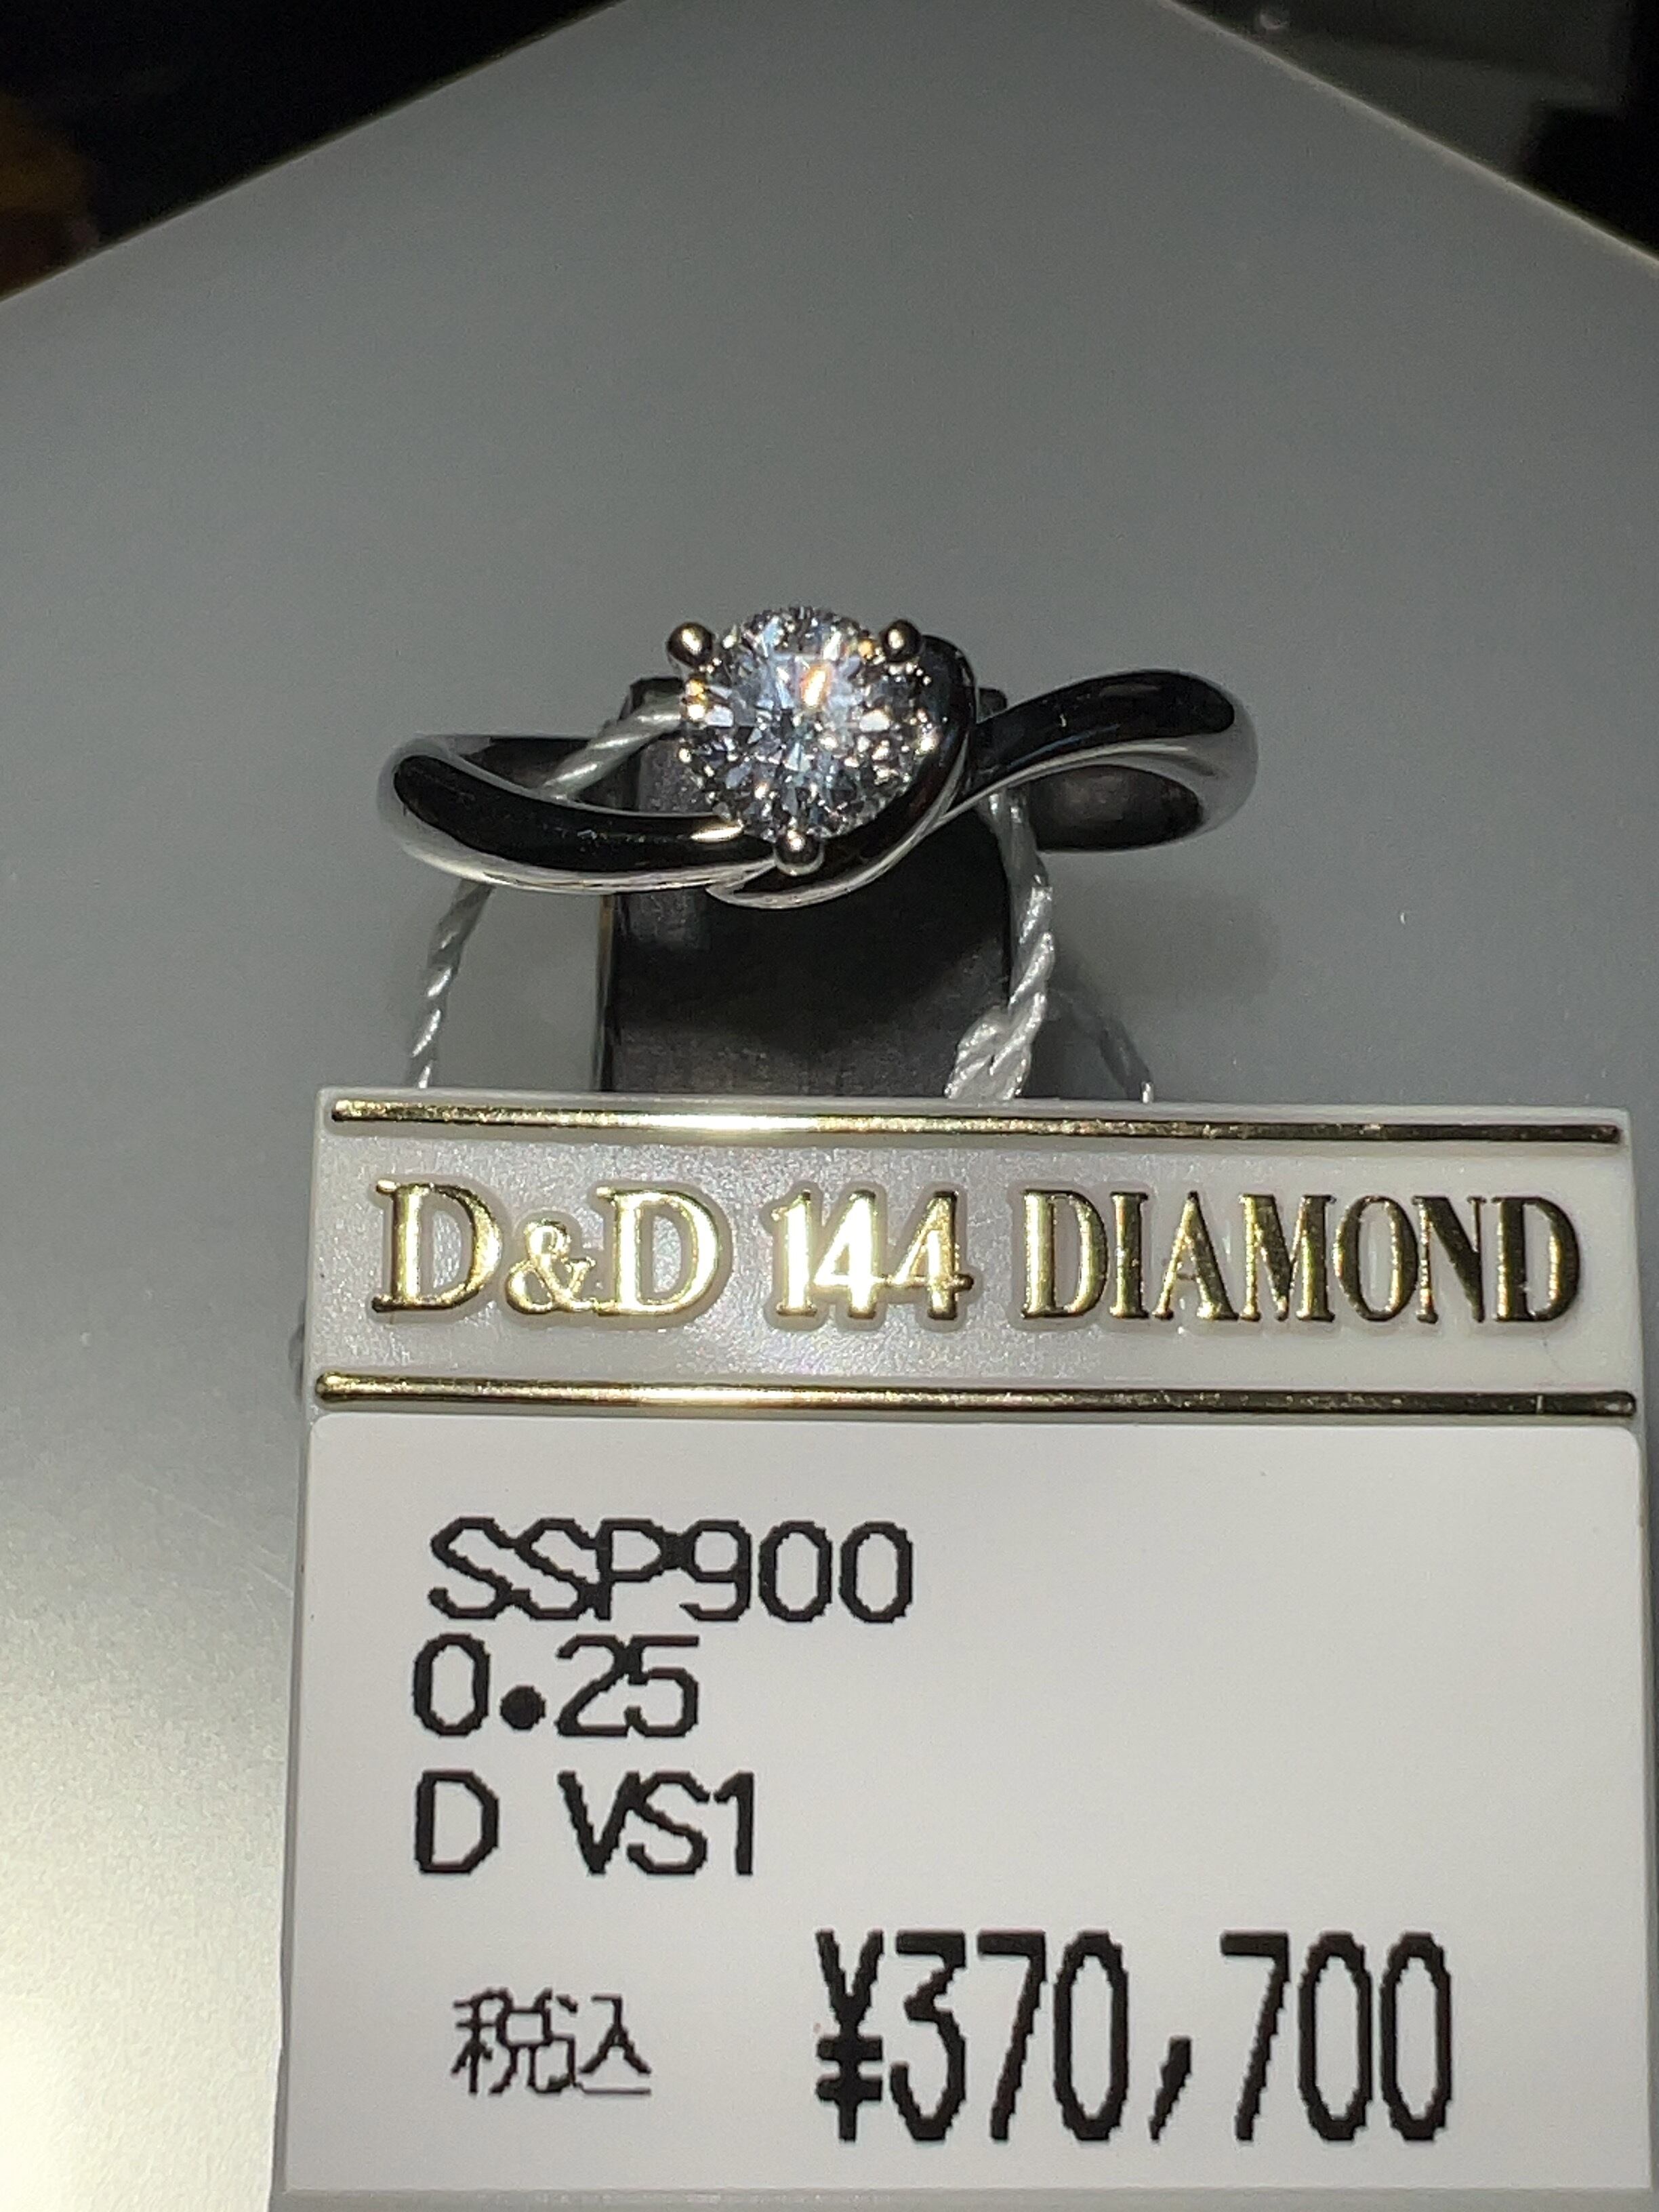 D&D 144 DIAMOND
SSP900
0.25
D VS1
税込 ¥370,700